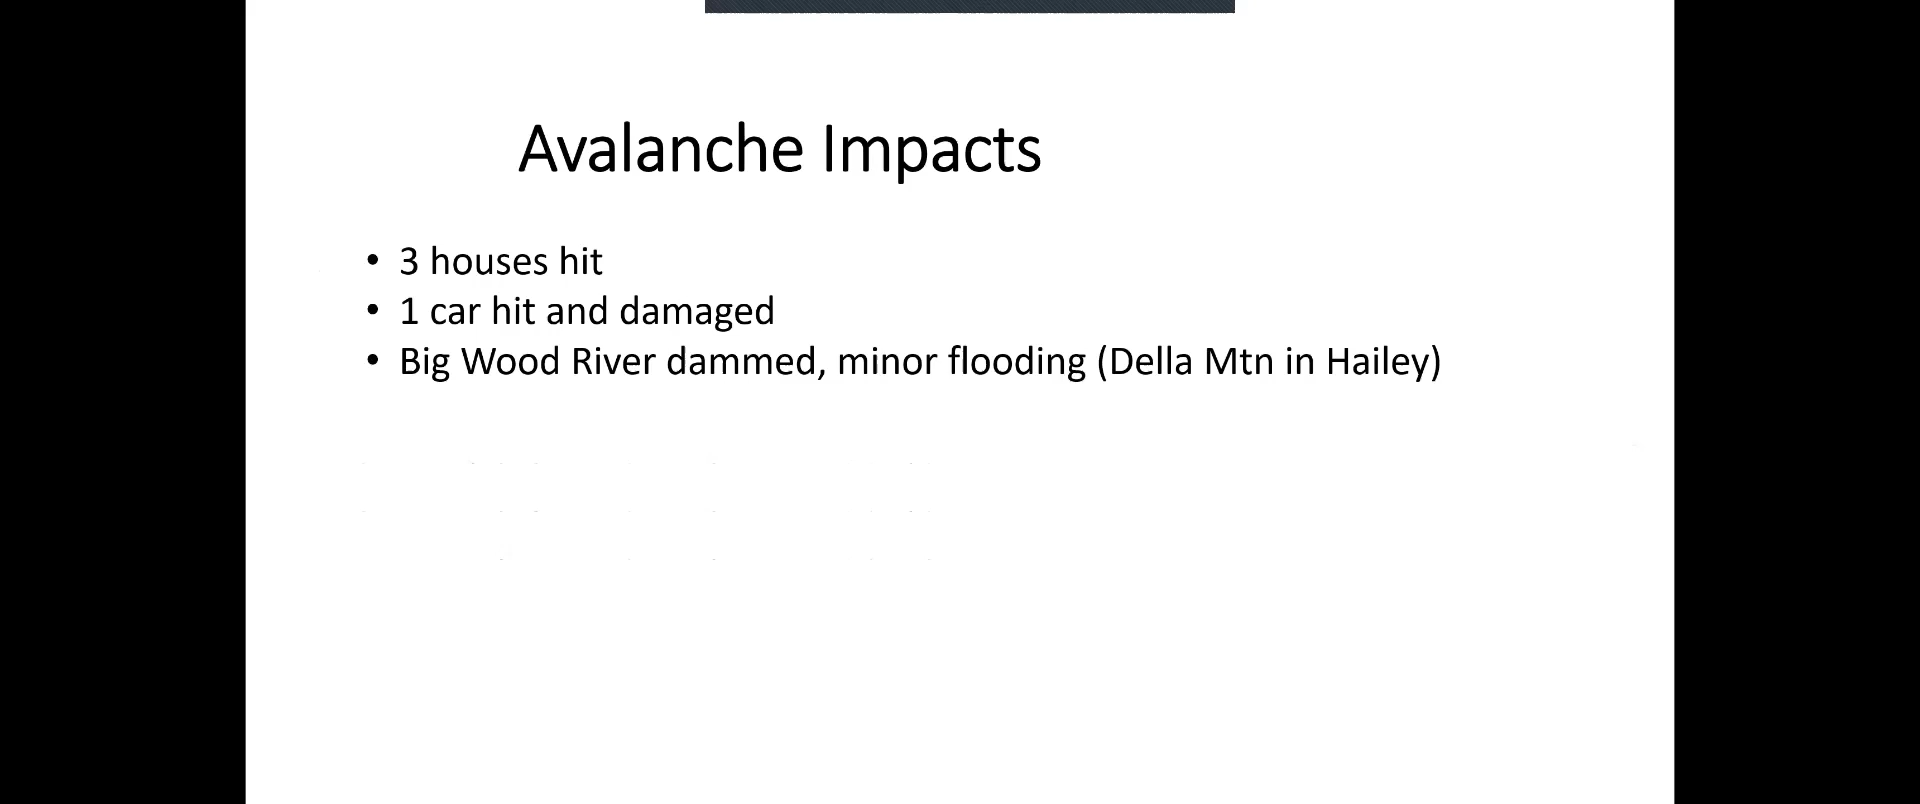 Avalanche Impacts
• 3 houses hit
• 1 car hit and damaged
• Big Wood River dammed, minor flooding (Della Mtn in Hailey)